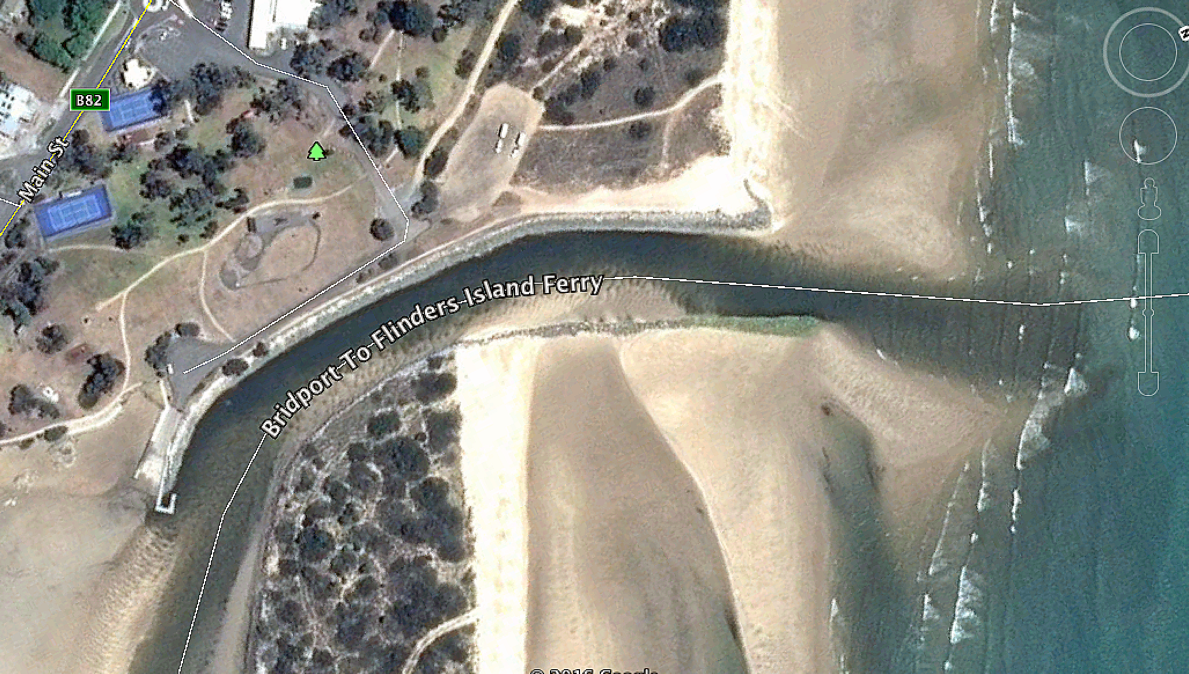 B82
Main St
Bridport-To-Flinders-Island Ferry
© 2016 Google